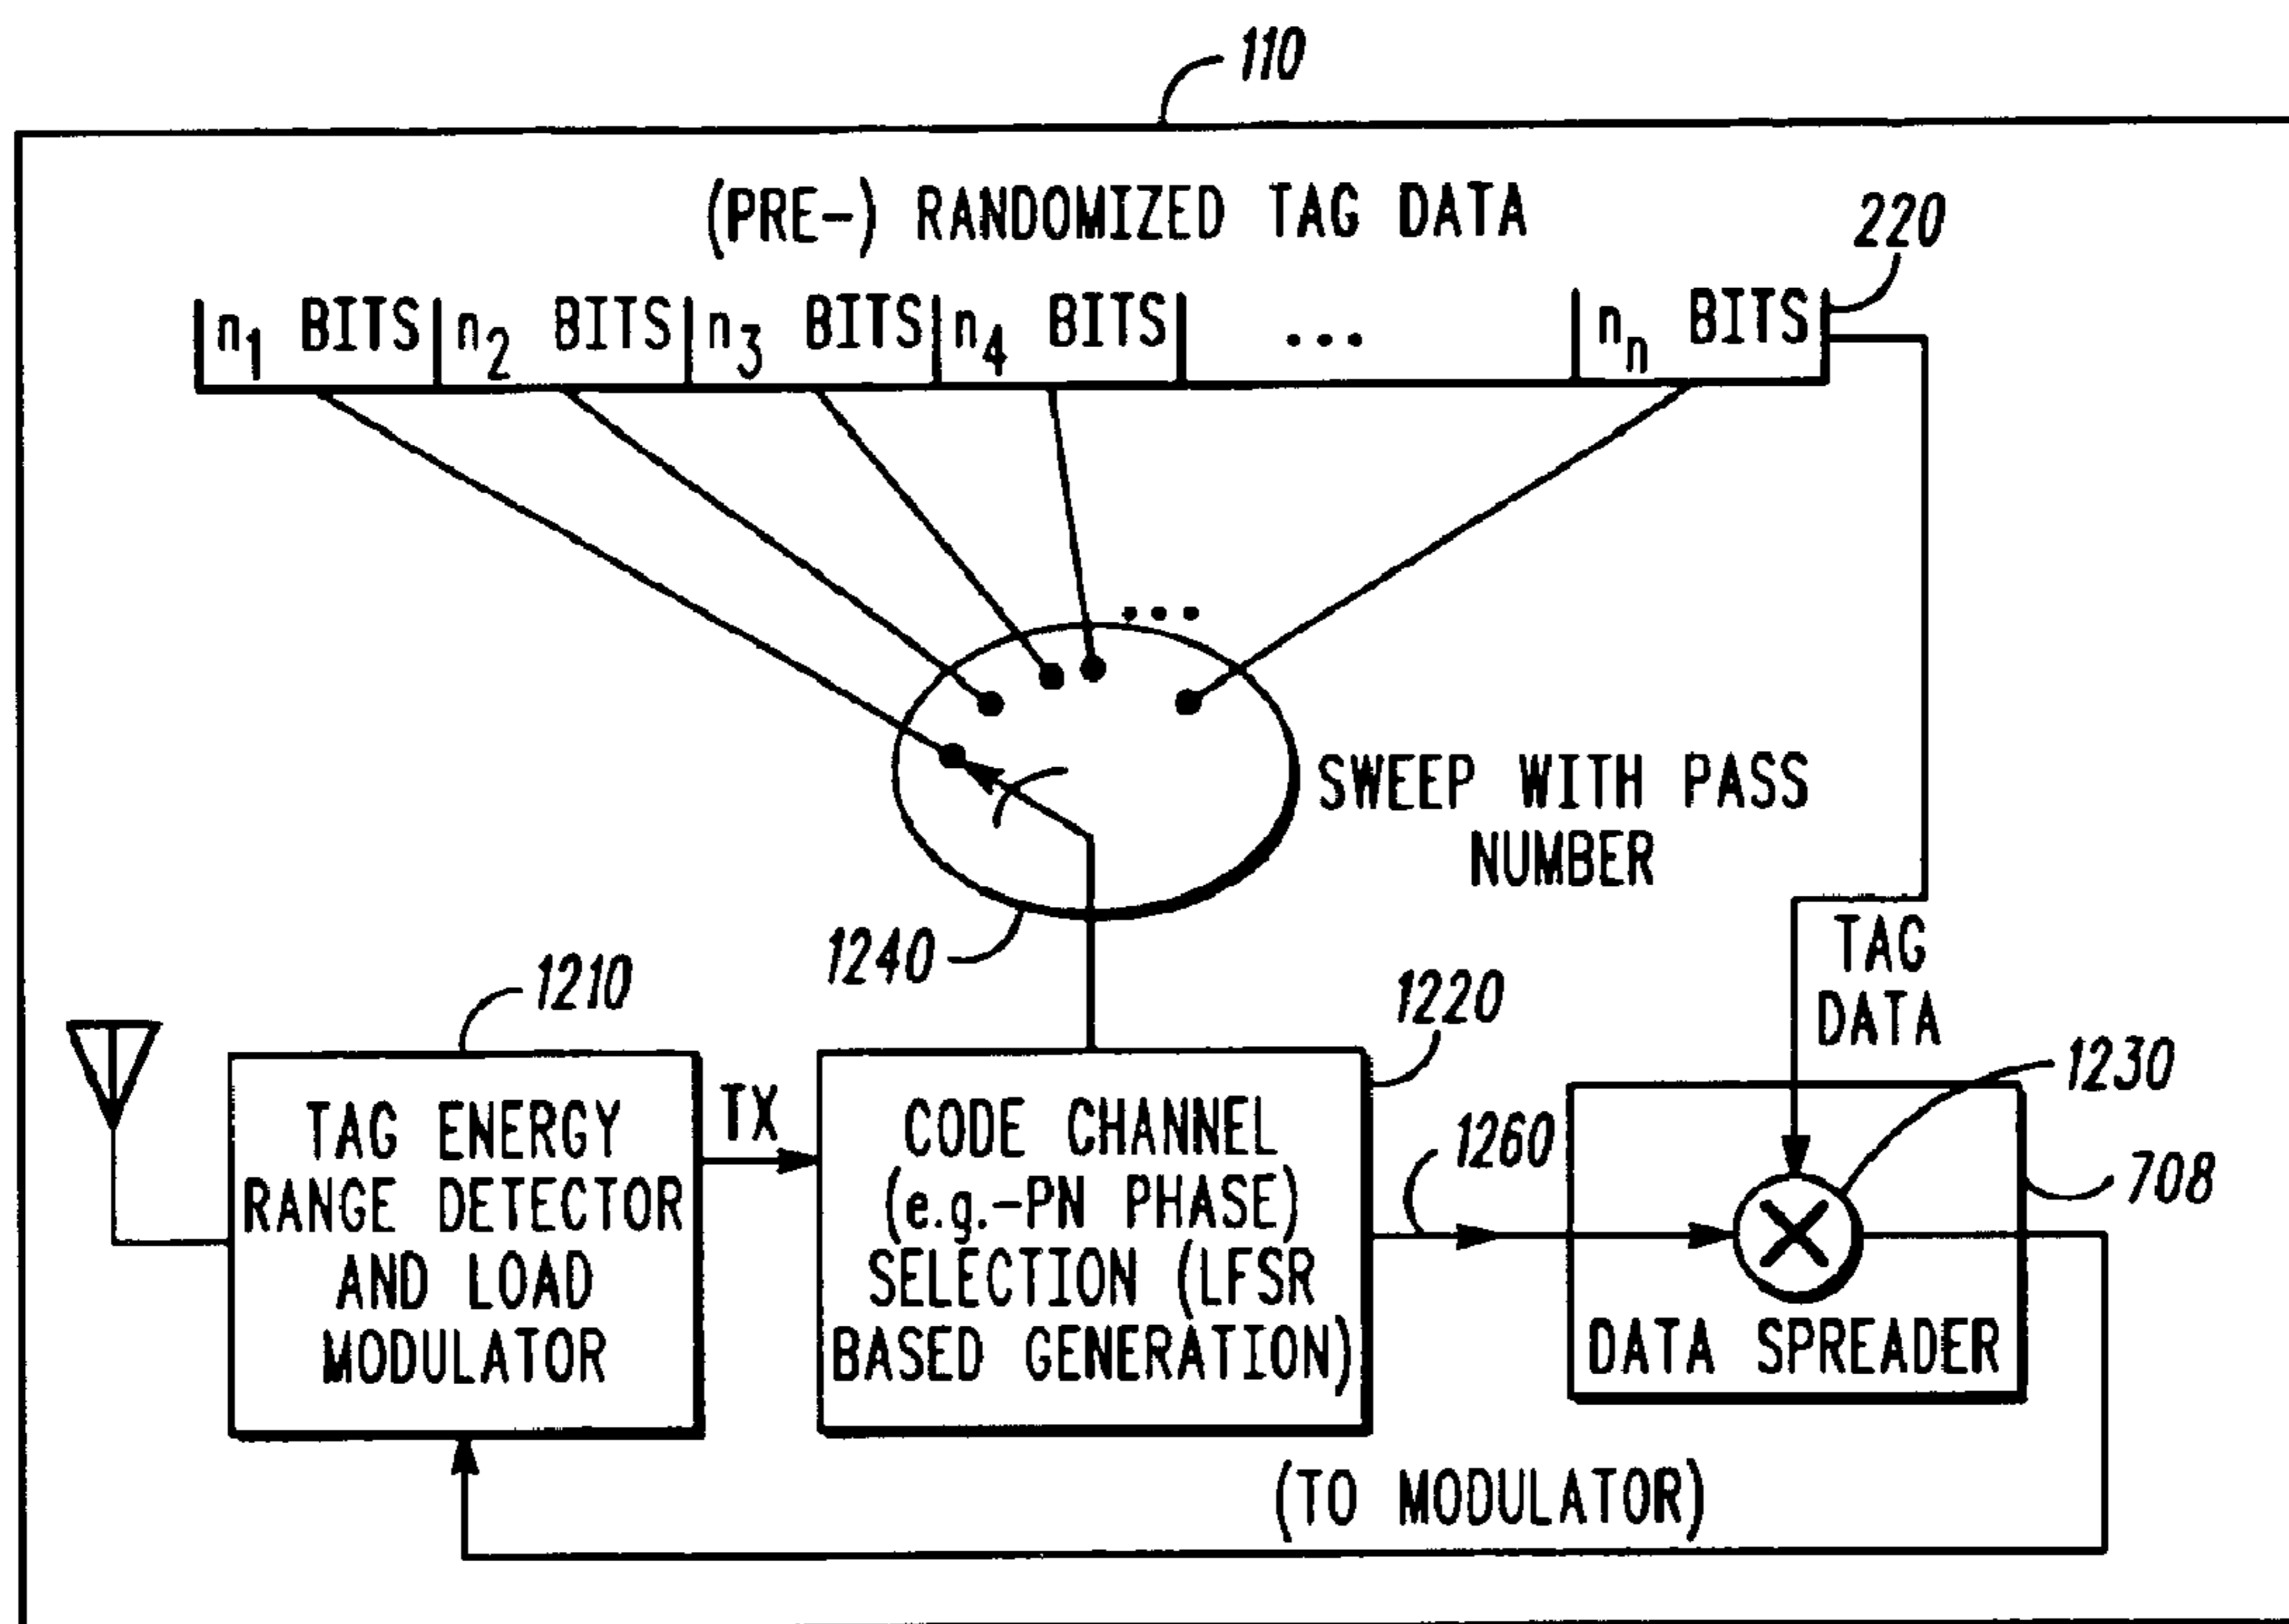 110
(PRE-) RANDOMIZED TAG DATA
220
n1 BITS n2 BITS n3 BITS n4 BITS ... nn BITS
...
SWEEP WITH PASS
NUMBER
1240
TAG
DATA
1210
1220
1230
TX
1260
708
TAG ENERGY
RANGE DETECTOR
AND LOAD
MODULATOR
CODE CHANNEL
(e.g.-PN PHASE)
SELECTION (LFSR
BASED GENERATION)
DATA SPREADER
(TO MODULATOR)